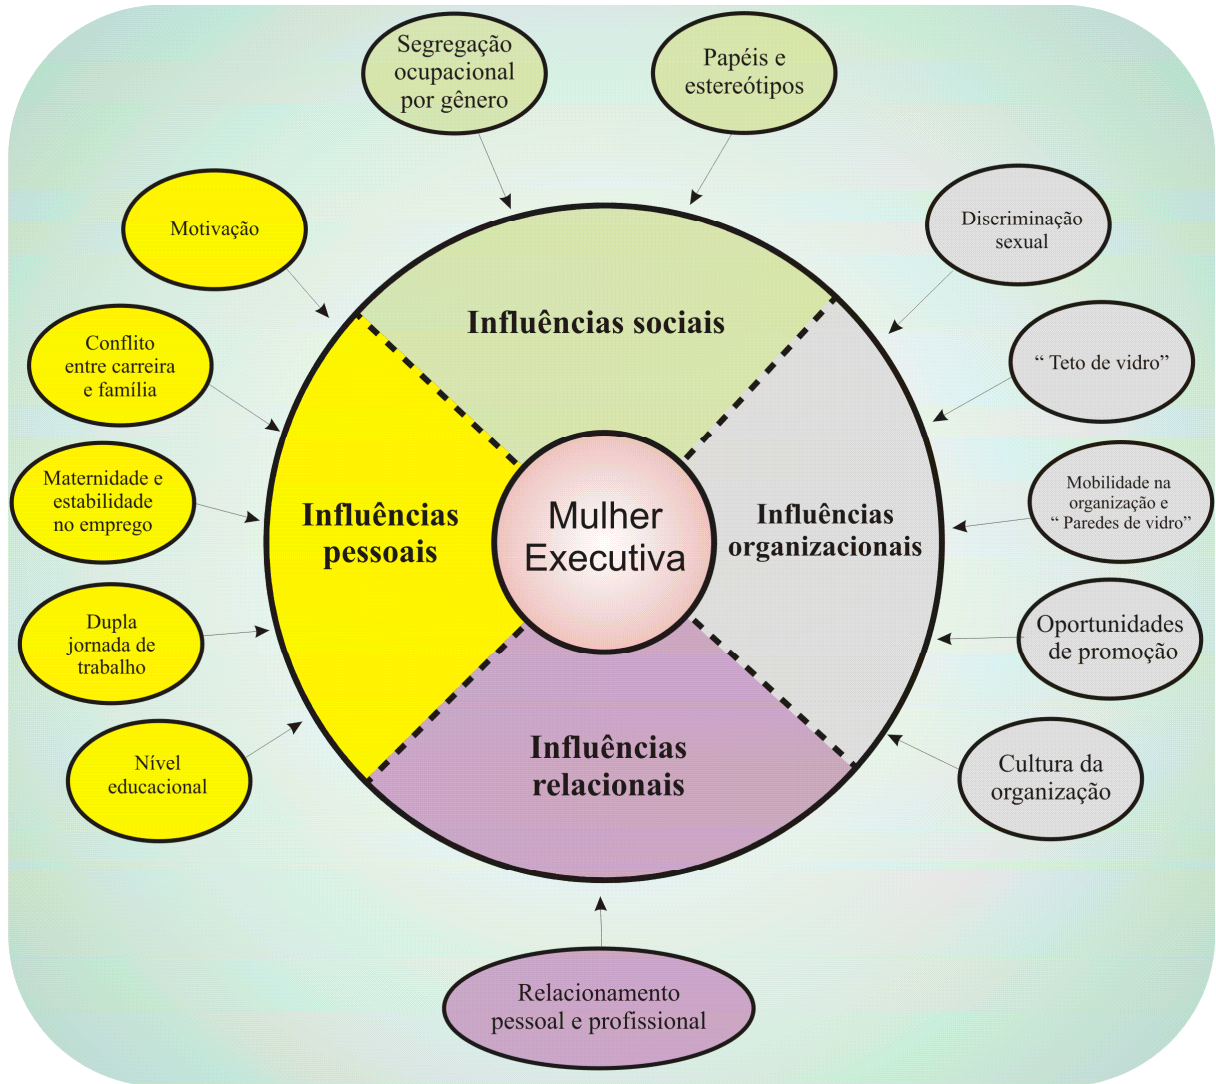 Segregação
ocupacional
por gênero
Papéis e
estereótipos
Motivação
Discriminação
sexual
Conflito
entre carreira
e família
Influências sociais
“ Teto de vidro”
Maternidade e
estabilidade
no emprego
Influências
pessoais
Mulher
Executiva
Influências
organizacionais
Mobilidade na
organização e
“ Paredes de vidro”
Dupla
jornada de
trabalho
Oportunidades
de promoção
Nível
educacional
Influências
relacionais
Cultura da
organização
Relacionamento
pessoal e profissional